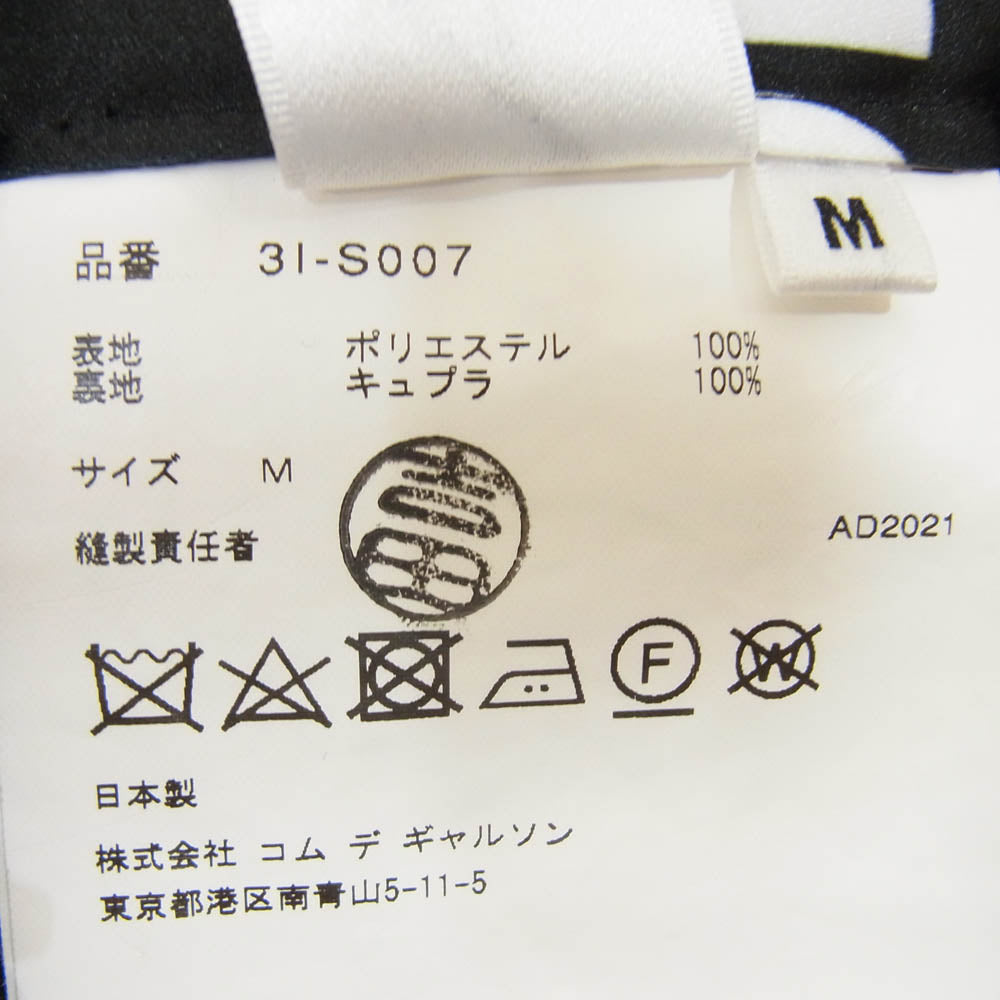 M
品番 3I-S007
表地 ポリエステル 100%
裏地 キュプラ 100%
サイズ M
縫製責任者
AD2021
F
W
日本製
株式会社 コム デ ギャルソン
東京都港区南青山5-11-5